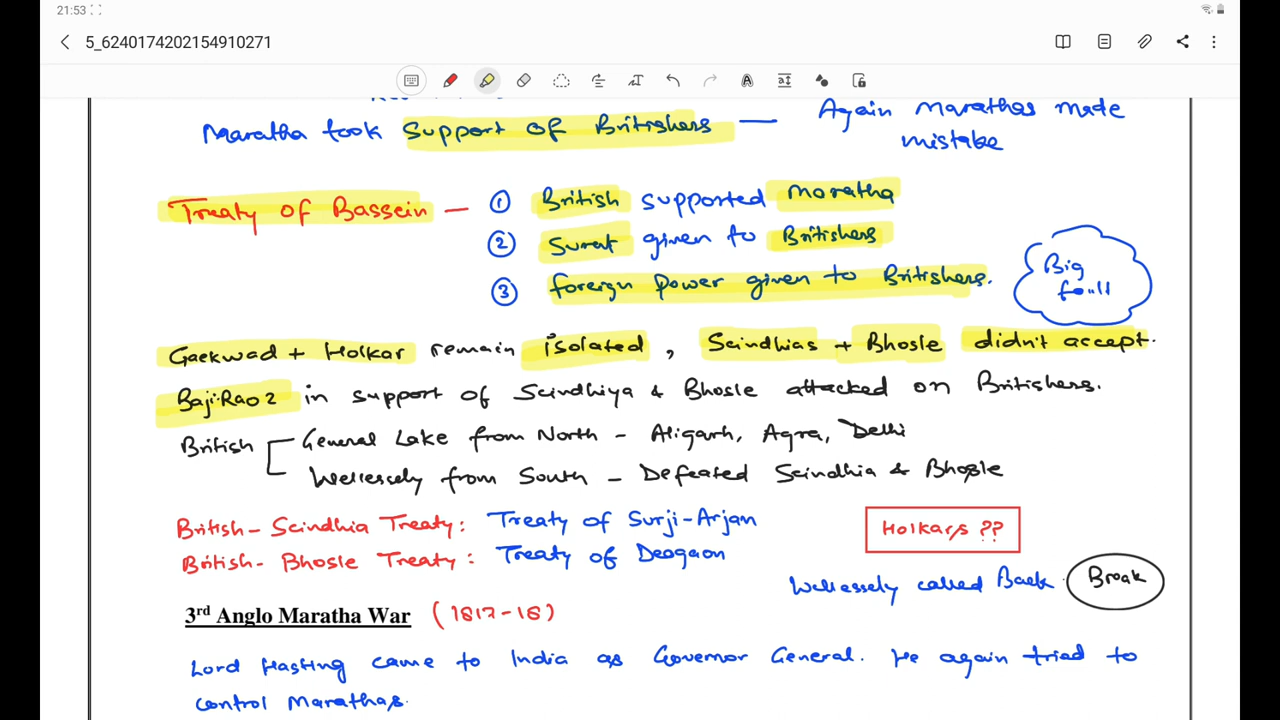 21:53
5_6240174202154910271
Maratha took Support of Britishers — Again Marathas made
mistake
Treaty of Bassein — ① British supported Maratha
② Surat given to Britishers
③ foreign power given to Britishers.
Big
fault
Gaekwad + Holkar remain isolated, Scindhias + Bhosle didn't accept.
Baji Rao 2 in support of Scindhiya & Bhosle attacked on Britishers.
British General Lake from North - Aligarh, Agra, Delhi
Wellessely from South - Defeated Scindhia & Bhosle
British-Scindhia Treaty: Treaty of Surji-Arjan
Holkars ??
British-Bhosle Treaty: Treaty of Deogaon
Wellessely called Back. Break
3rd Anglo Maratha War (1817-18)
Lord Hasting came to India as Governor General. He again tried to
control Marathas.